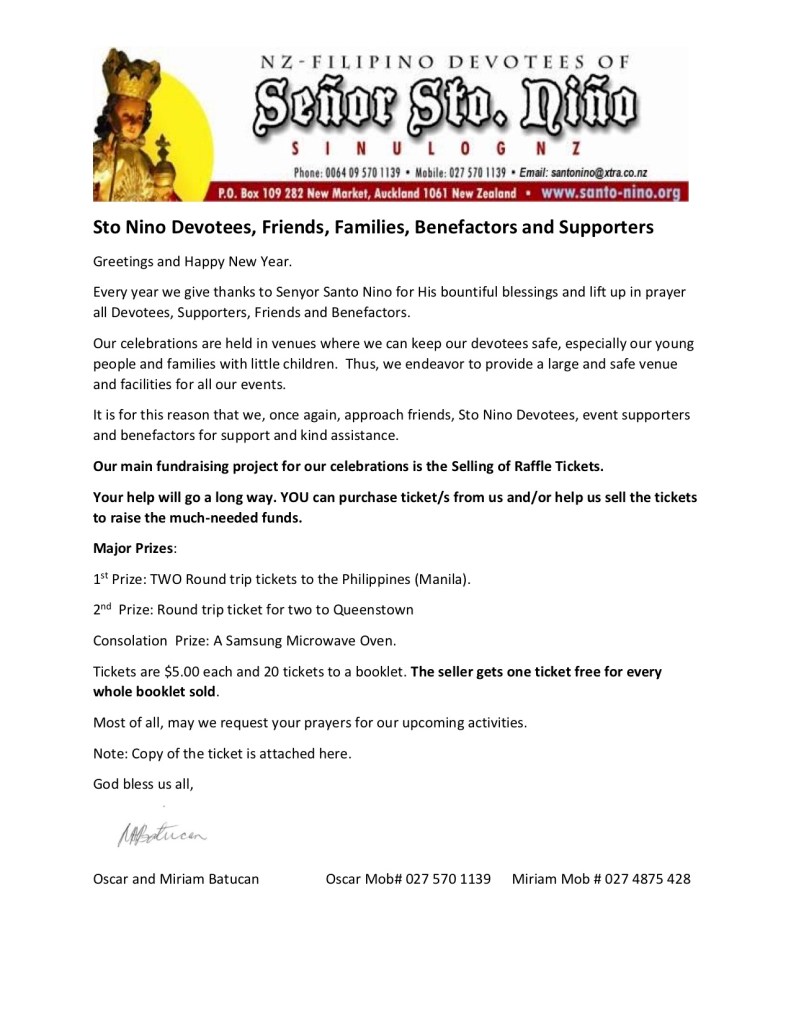 NZ-FILIPINO DEVOTEES OF
Señor Sto. Niño
SINULOG NZ
Phone: 0064 09 570 1139 • Mobile: 027 570 1139 • Email: santonino@xtra.co.nz
P.O. Box 109 282 New Market, Auckland 1061 New Zealand • www.santo-nino.org
Sto Nino Devotees, Friends, Families, Benefactors and Supporters
Greetings and Happy New Year.
Every year we give thanks to Senyor Santo Nino for His bountiful blessings and lift up in prayer
all Devotees, Supporters, Friends and Benefactors.
Our celebrations are held in venues where we can keep our devotees safe, especially our young
people and families with little children.  Thus, we endeavor to provide a large and safe venue
and facilities for all our events.
It is for this reason that we, once again, approach friends, Sto Nino Devotees, event supporters
and benefactors for support and kind assistance.
Our main fundraising project for our celebrations is the Selling of Raffle Tickets.
Your help will go a long way. YOU can purchase ticket/s from us and/or help us sell the tickets
to raise the much-needed funds.
Major Prizes:
1st Prize: TWO Round trip tickets to the Philippines (Manila).
2nd  Prize: Round trip ticket for two to Queenstown
Consolation  Prize: A Samsung Microwave Oven.
Tickets are $5.00 each and 20 tickets to a booklet. The seller gets one ticket free for every
whole booklet sold.
Most of all, may we request your prayers for our upcoming activities.
Note: Copy of the ticket is attached here.
God bless us all,
MBatucan
Oscar and Miriam Batucan Oscar Mob# 027 570 1139 Miriam Mob # 027 4875 428